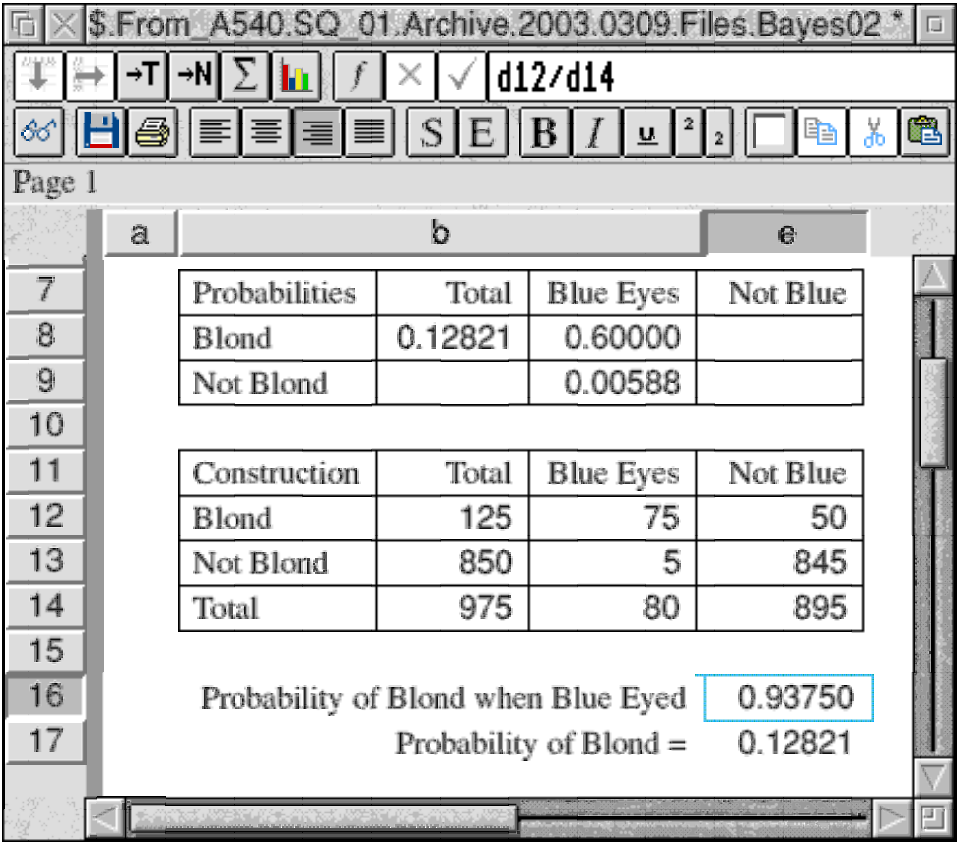 $.From_A540.SQ_01.Archive.2003.0309.Files.Bayes02 *
→T →N Σ f × ✓ d12/d14
S E B I u 2 2
Page 1
a b e
7 Probabilities Total Blue Eyes Not Blue
8 Blond 0.12821 0.60000
9 Not Blond 0.00588
10
11 Construction Total Blue Eyes Not Blue
12 Blond 125 75 50
13 Not Blond 850 5 845
14 Total 975 80 895
15
16 Probability of Blond when Blue Eyed 0.93750
17 Probability of Blond = 0.12821